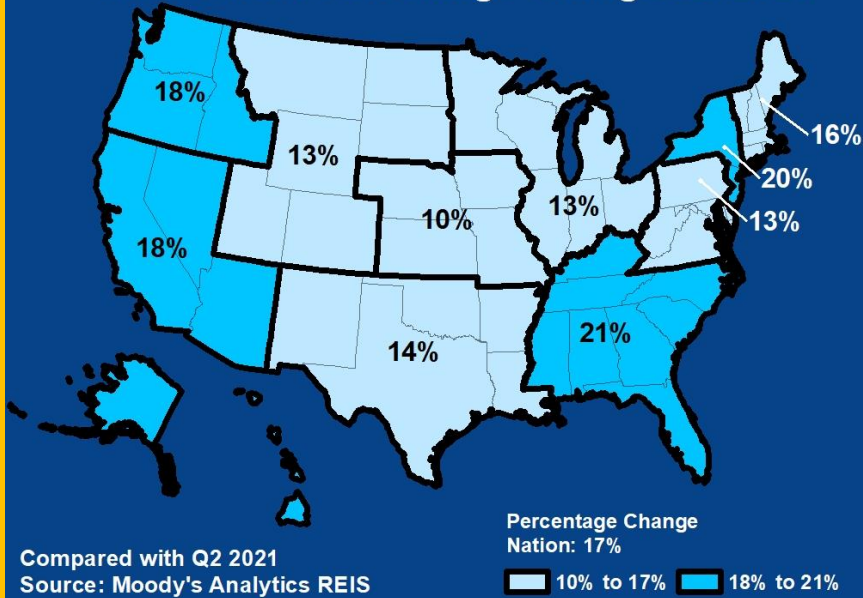 18%
13%
16%
20%
13%
10%
13%
18%
21%
14%
Percentage Change
Nation: 17%
Compared with Q2 2021
Source: Moody's Analytics REIS
10% to 17%
18% to 21%